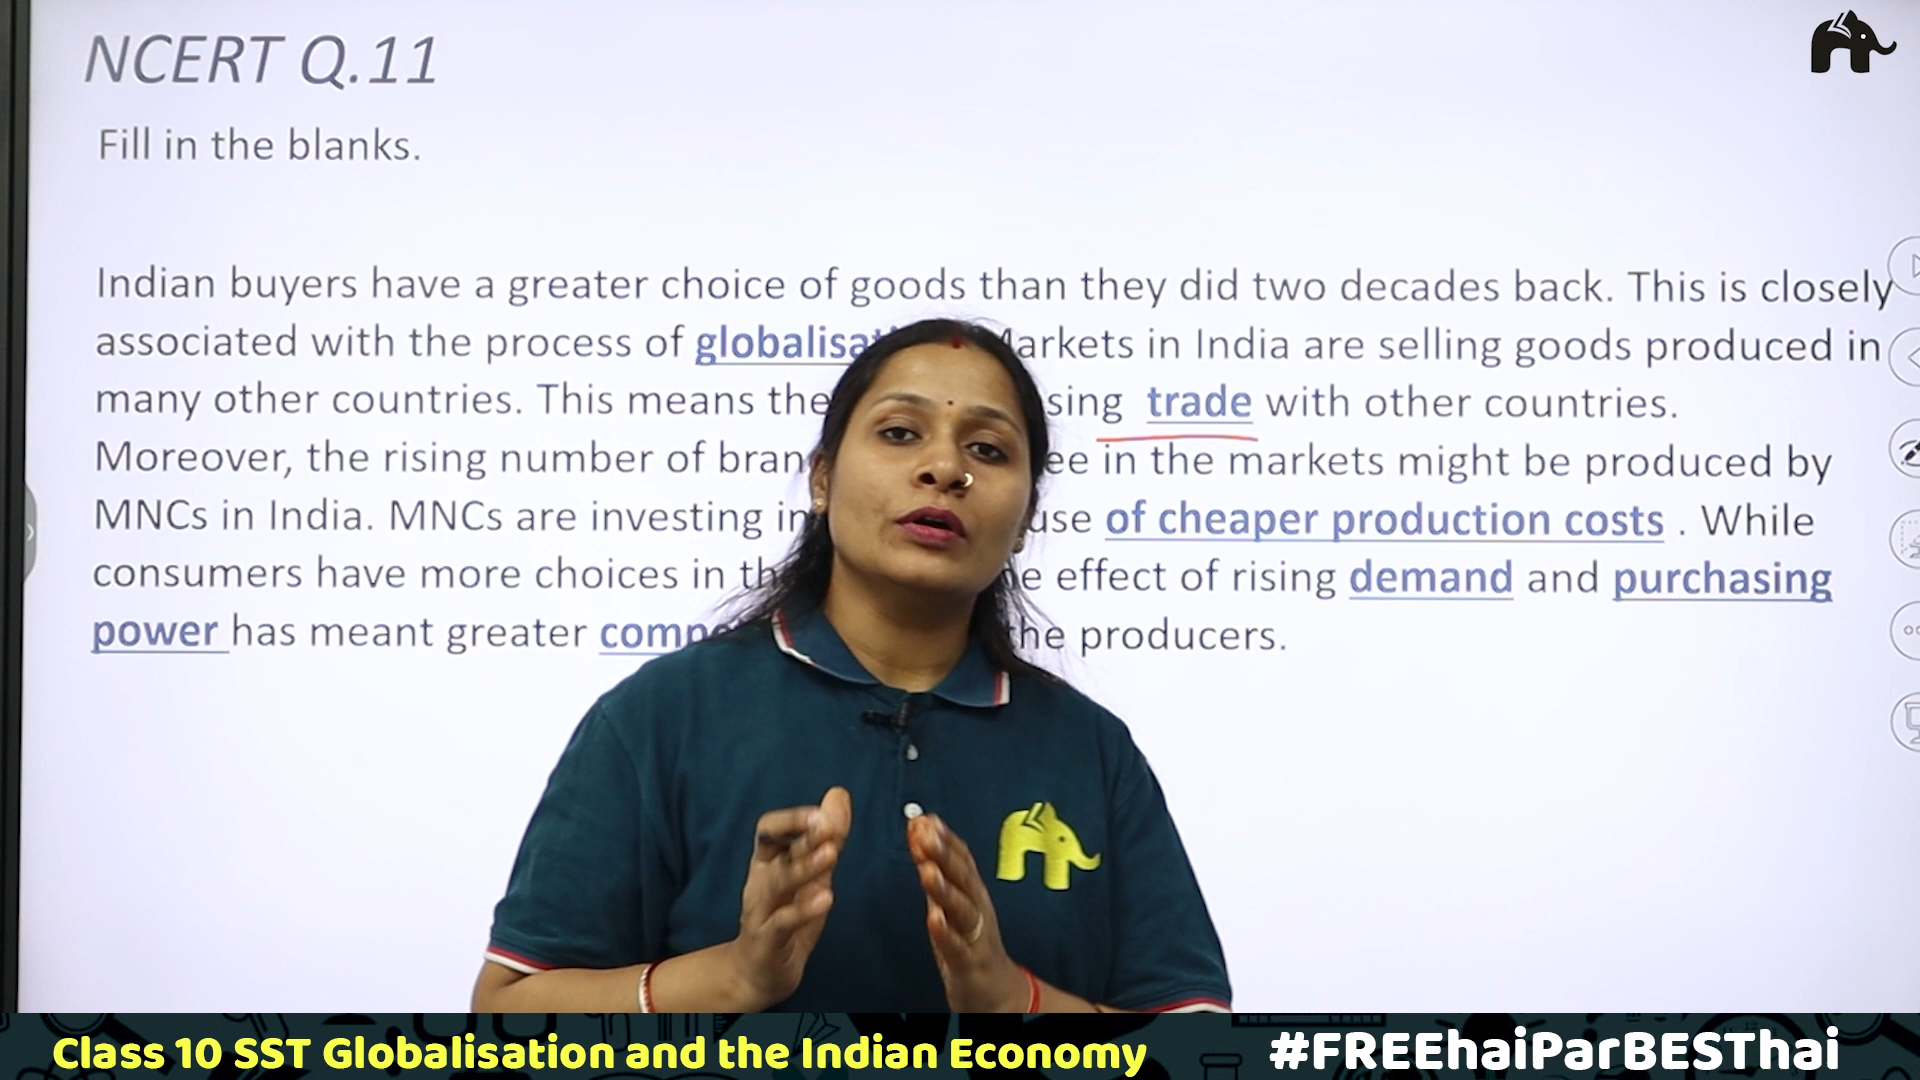 NCERT Q.11
Fill in the blanks.
Indian buyers have a greater choice of goods than they did two decades back. This is closely
associated with the process of arkets in India are selling goods produced in
many other countries. This means the sing trade with other countries.
Moreover, the rising number of ee in the markets might be produced by
MNCs in India. MNCs are investing in use of cheaper production costs . While
consumers have more choices in effect of rising demand and purchasing
power has meant greater the producers.
Class 10 SST Globalisation and the Indian Economy
#FREEhaiParBESThai